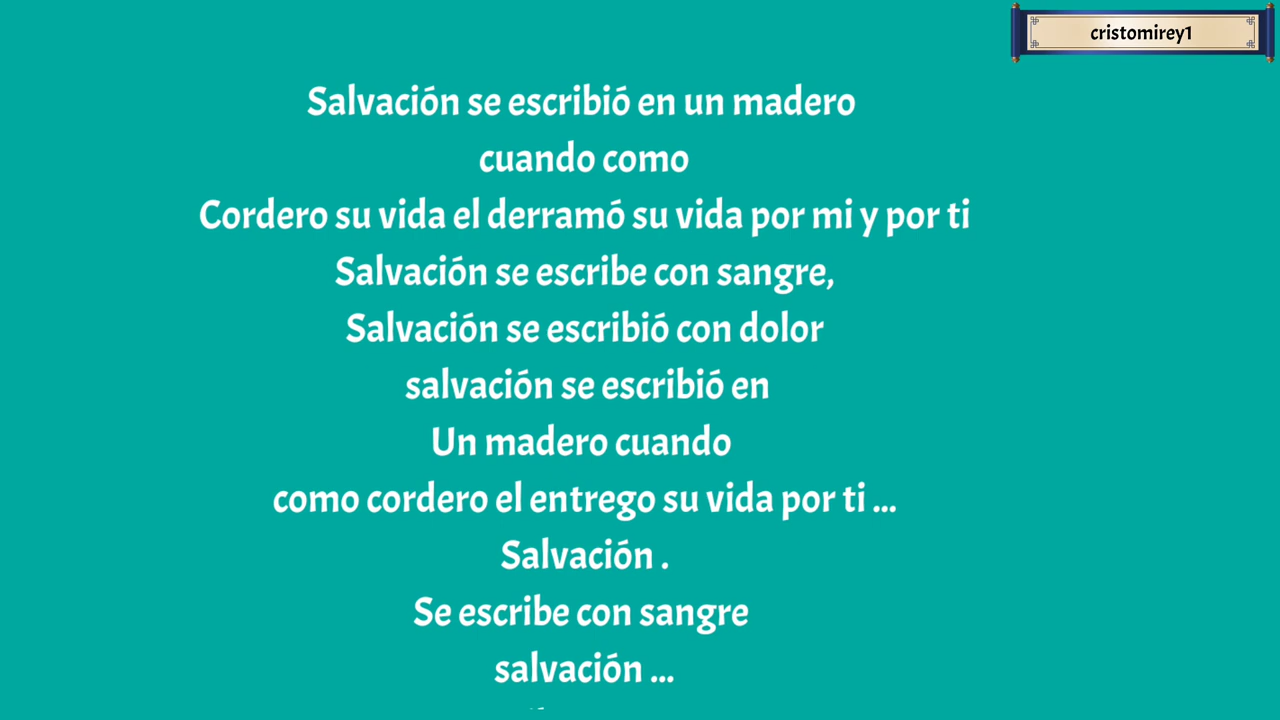 cristomirey1
Salvación se escribió en un madero
cuando como
Cordero su vida el derramó su vida por mi y por ti
Salvación se escribe con sangre,
Salvación se escribió con dolor
salvación se escribió en
Un madero cuando
como cordero el entrego su vida por ti ...
Salvación .
Se escribe con sangre
salvación ...